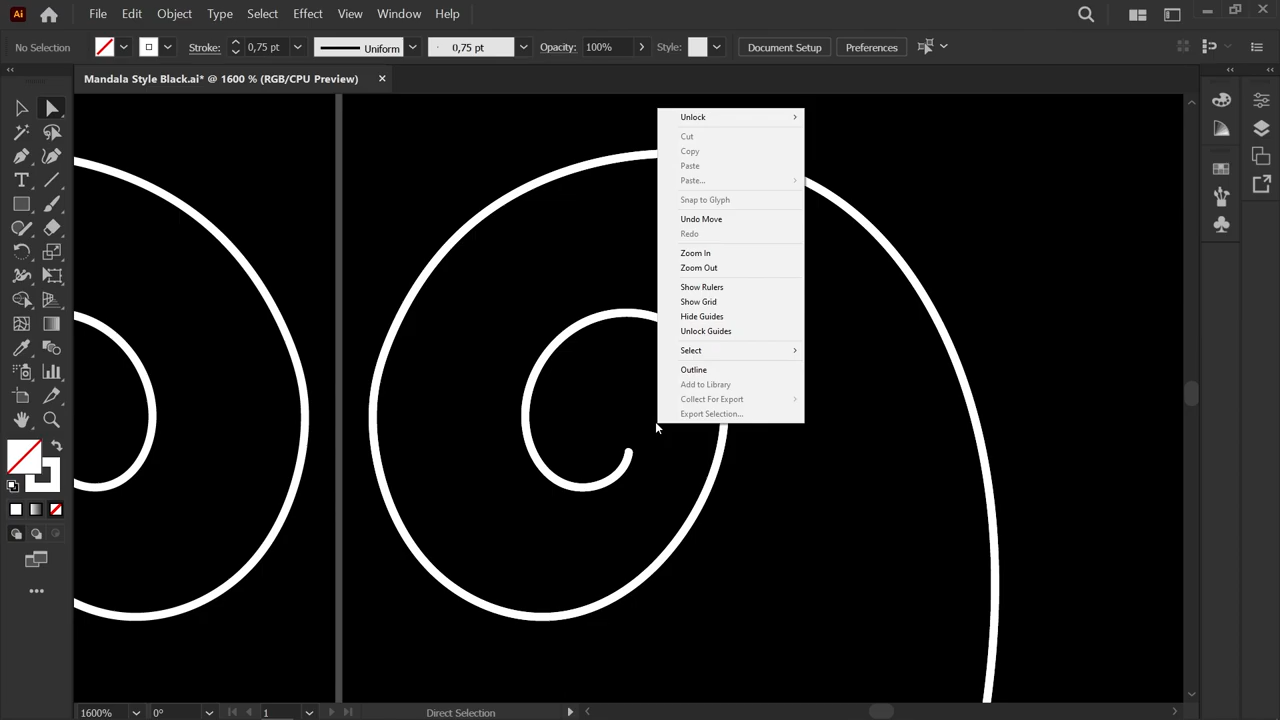 Ai File Edit Object Type Select Effect View Window Help
No Selection Stroke: 0,75 pt Uniform 0,75 pt Opacity: 100% Style: Document Setup Preferences
Mandala Style Black.ai* @ 1600 % (RGB/CPU Preview)
Unlock
Cut
Copy
Paste
Paste...
Snap to Glyph
Undo Move
Redo
Zoom In
Zoom Out
Show Rulers
Show Grid
Hide Guides
Unlock Guides
Select
Outline
Add to Library
Collect For Export
Export Selection...
1600% 0° 1 Direct Selection